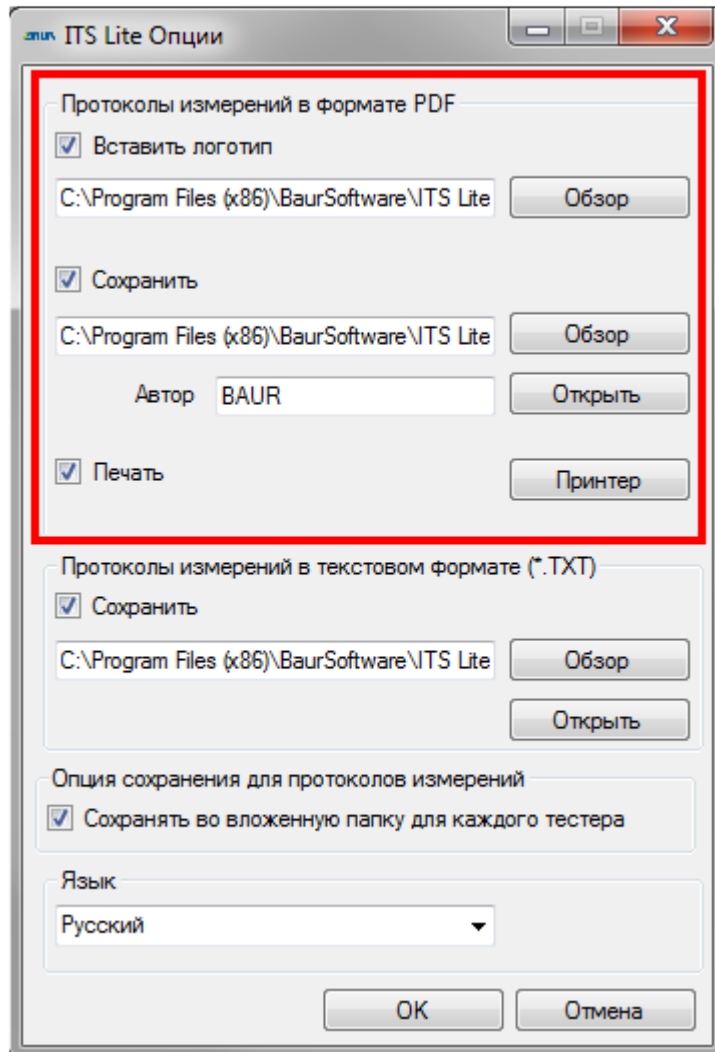 BAUR ITS Lite Опции
Протоколы измерений в формате PDF
Вставить логотип
C:\Program Files (x86)\BaurSoftware\ITS Lite Обзор
Сохранить
C:\Program Files (x86)\BaurSoftware\ITS Lite Обзор
Автор BAUR Открыть
Печать Принтер
Протоколы измерений в текстовом формате (*.TXT)
Сохранить
C:\Program Files (x86)\BaurSoftware\ITS Lite Обзор
Открыть
Опция сохранения для протоколов измерений
Сохранять во вложенную папку для каждого тестера
Язык
Русский
OK Отмена